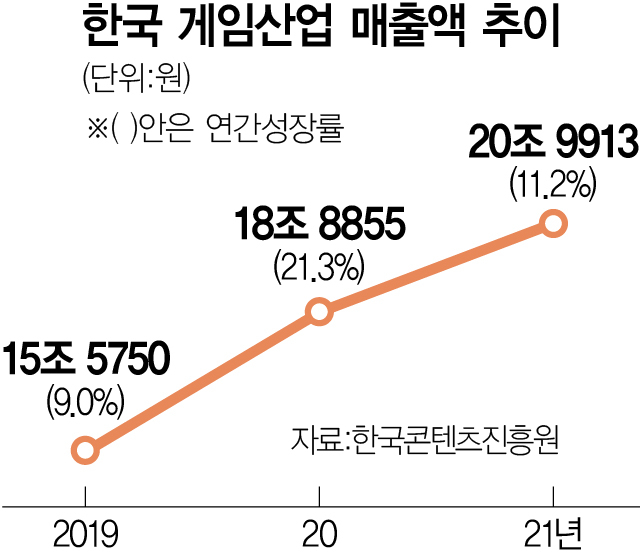 한국 게임산업 매출액 추이
(단위:원)
※( )안은 연간성장률
20조 9913
(11.2%)
18조 8855
(21.3%)
15조 5750
(9.0%)
자료:한국콘텐츠진흥원
2019 20 21년